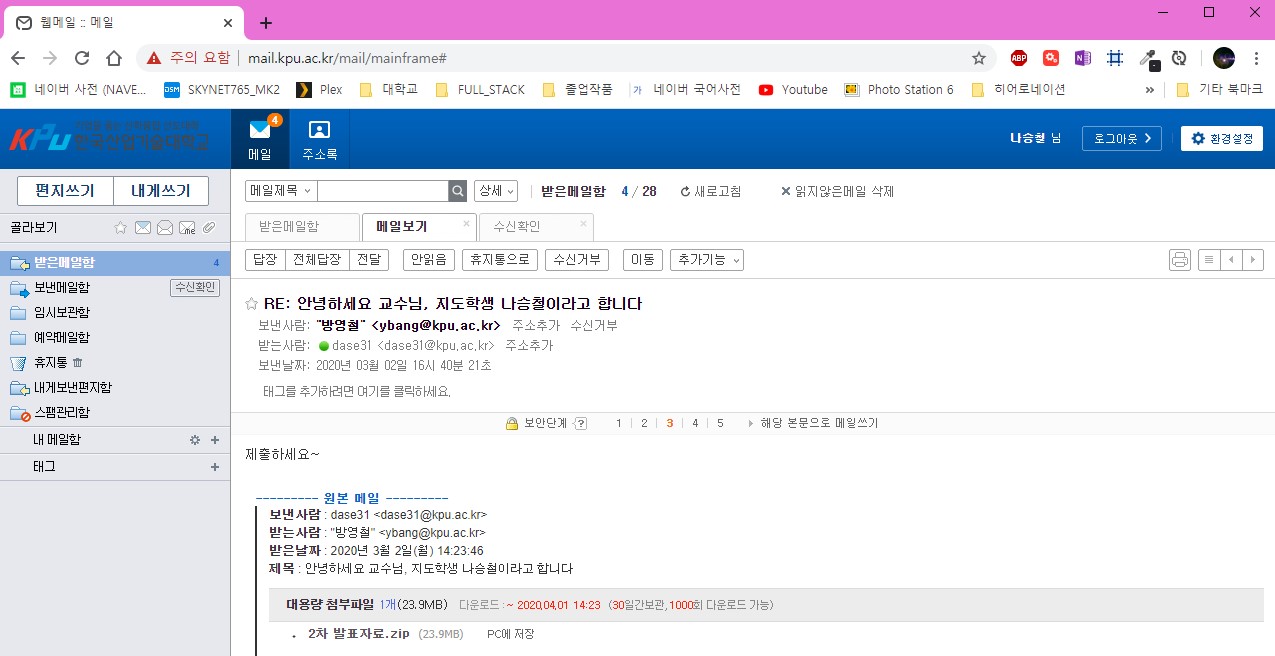 웹메일 :: 메일
주의 요함 mail.kpu.ac.kr/mail/mainframe#
ABP
네이버 사전 (NAVE... DSM SKYNET765_MK2 Plex 대학교 FULL_STACK 졸업작품 네이버 국어사전 Youtube Photo Station 6 히어로네이션 » 기타 북마크
KPU 한국산업기술대학교
4
메일 주소록
나승철 님 로그아웃 환경설정
편지쓰기 내게쓰기
메일제목 상세 받은메일함 4 / 28 새로고침 읽지않은메일 삭제
골라보기
받은메일함 메일보기 수신확인
답장 전체답장 전달 안읽음 휴지통으로 수신거부 이동 추가기능
받은메일함 4
보낸메일함 수신확인
임시보관함
예약메일함
휴지통
내게보낸편지함
스팸관리함
내 메일함
태그
RE: 안녕하세요 교수님, 지도학생 나승철이라고 합니다
보낸사람: "방영철" <ybang@kpu.ac.kr> 주소추가 수신거부
받는사람: dase31 <dase31@kpu.ac.kr> 주소추가
보낸날짜: 2020년 03월 02일 16시 40분 21초
태그를 추가하려면 여기를 클릭하세요.
보안단계 ? 1 2 3 4 5 해당 본문으로 메일쓰기
제출하세요~
--------- 원본 메일 ---------
보낸사람 : dase31 <dase31@kpu.ac.kr>
받는사람 : "방영철" <ybang@kpu.ac.kr>
받은날짜 : 2020년 3월 2일(월) 14:23:46
제목 : 안녕하세요 교수님, 지도학생 나승철이라고 합니다
대용량 첨부파일 1개(23.9MB) 다운로드 : ~ 2020.04.01 14:23 (30일간보관, 1000회 다운로드 가능)
2차 발표자료.zip (23.9MB) PC에 저장